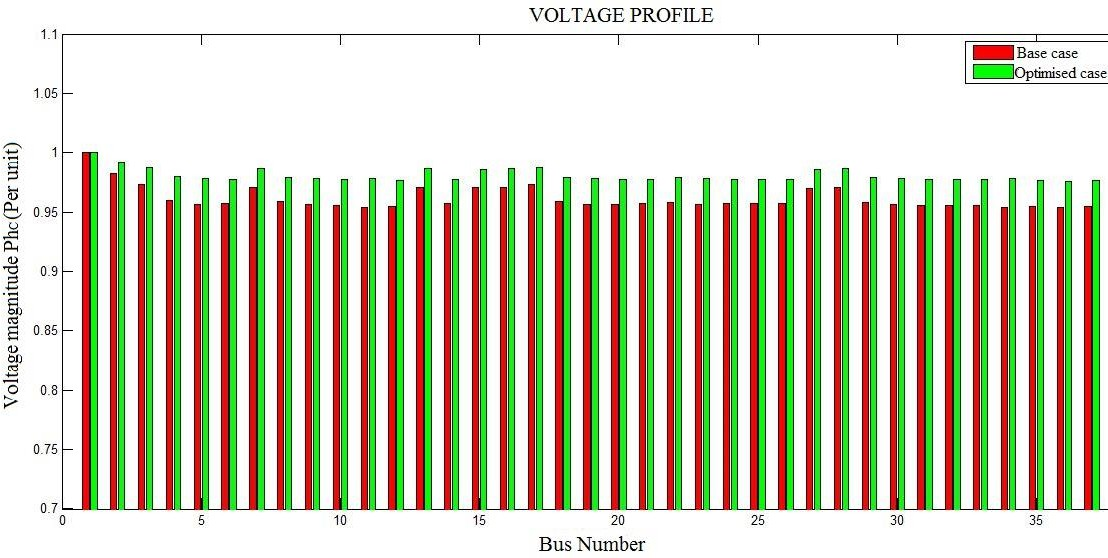 VOLTAGE PROFILE
1.1
1.05
1
0.95
0.9
0.85
0.8
0.75
0.7
Voltage magnitude Phc(Per unit)
Base case
Optimised case
0 5 10 15 20 25 30 35
Bus Number